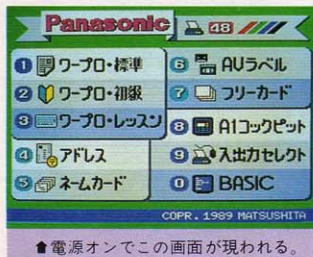 Panasonic 48
1 ワープロ・標準
2 ワープロ・初級
3 ワープロ・レッスン
4 アドレス
5 ネームカード
6 AVラベル
7 フリーカード
8 A1コックピット
9 入出力セレクト
0 BASIC
COPR. 1989 MATSUSHITA
⬆電源オンでこの画面が現われる。